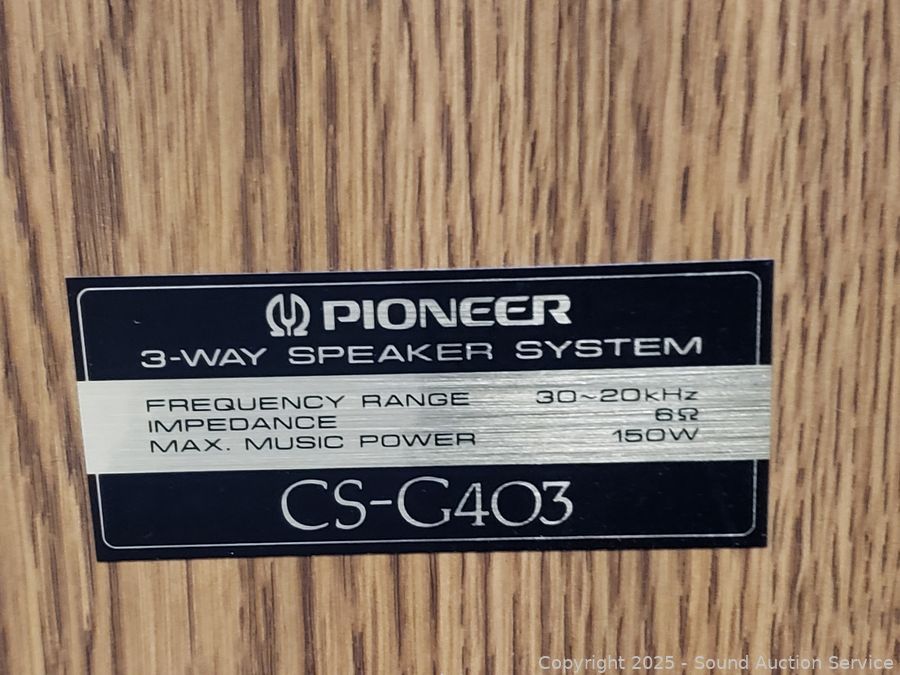 PIONEER
3-WAY SPEAKER SYSTEM
FREQUENCY RANGE 30~20kHz
IMPEDANCE 6Ω
MAX. MUSIC POWER 150W
CS-G403
Copyright 2025 - Sound Auction Service